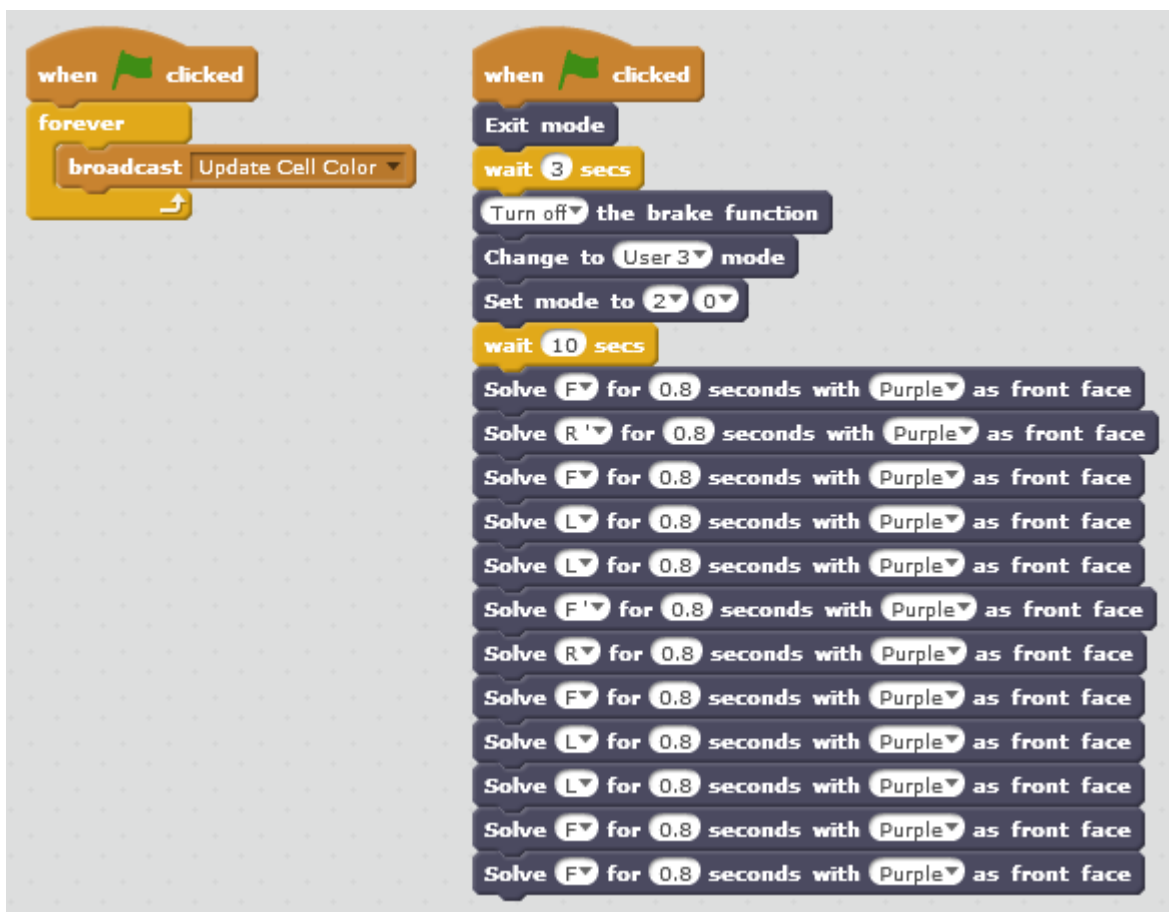 when clicked
forever
broadcast Update Cell Color
when clicked
Exit mode
wait 3 secs
Turn off the brake function
Change to User 3 mode
Set mode to 2 0
wait 10 secs
Solve F for 0.8 seconds with Purple as front face
Solve R ' for 0.8 seconds with Purple as front face
Solve F for 0.8 seconds with Purple as front face
Solve L for 0.8 seconds with Purple as front face
Solve L for 0.8 seconds with Purple as front face
Solve F ' for 0.8 seconds with Purple as front face
Solve R for 0.8 seconds with Purple as front face
Solve F for 0.8 seconds with Purple as front face
Solve L for 0.8 seconds with Purple as front face
Solve L for 0.8 seconds with Purple as front face
Solve F for 0.8 seconds with Purple as front face
Solve F for 0.8 seconds with Purple as front face